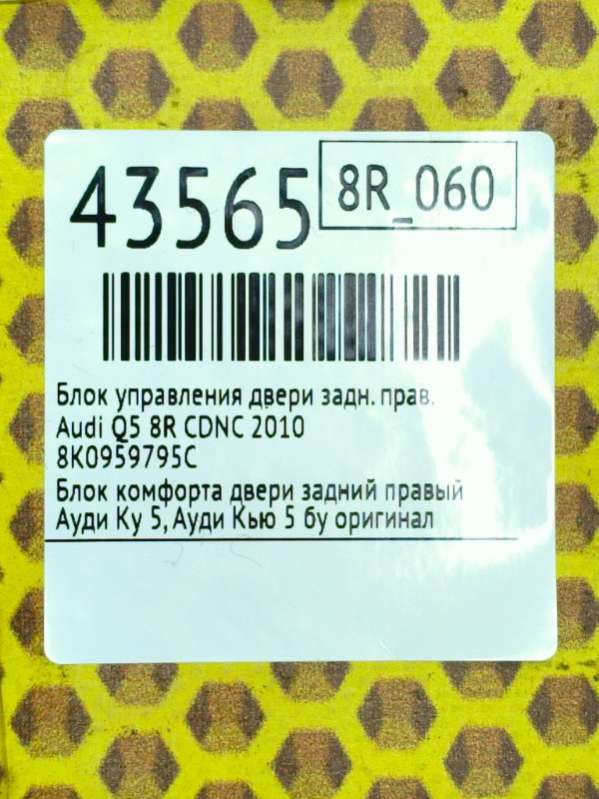 43565
8R_060
Блок управления двери задн. прав.
Audi Q5 8R CDNC 2010
8K0959795C
Блок комфорта двери задний правый
Ауди Ку 5, Ауди Кью 5 бу оригинал